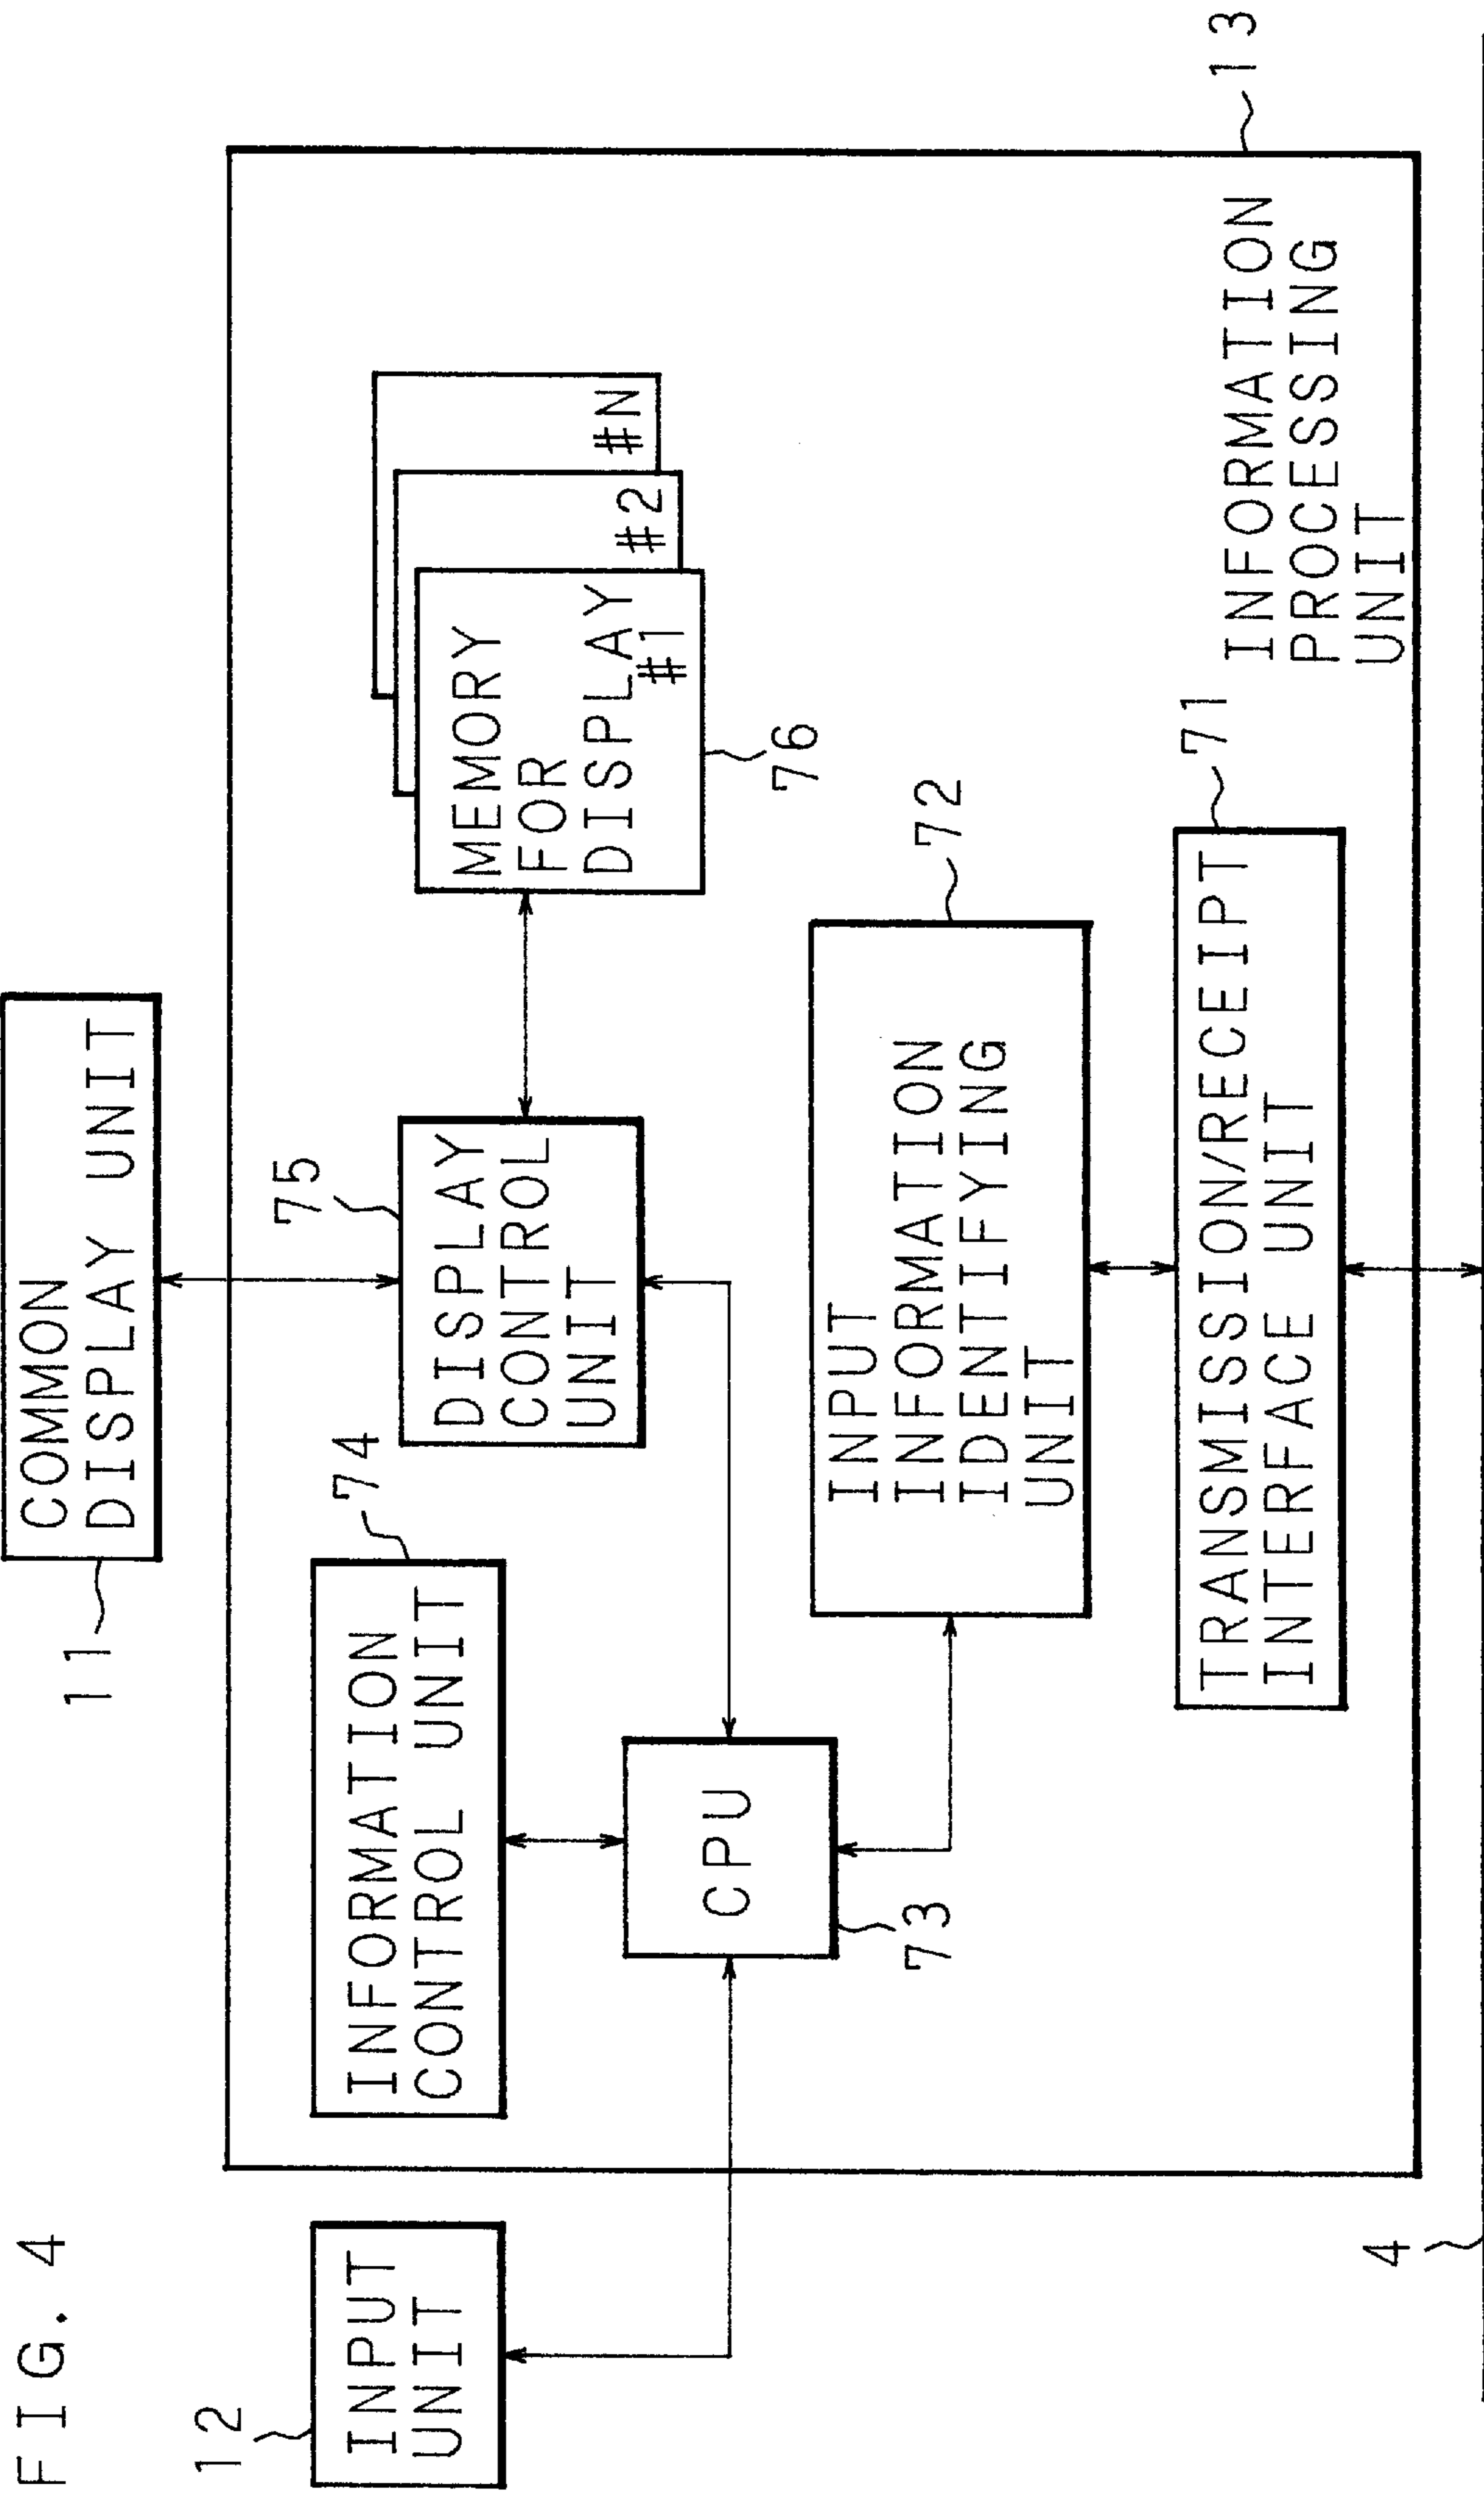 FIG. 4
11
COMMON
DISPLAY UNIT
12
INPUT
UNIT
74
INFORMATION
CONTROL UNIT
75
DISPLAY
CONTROL
UNIT
MEMORY
FOR
DISPLAY
#1
#2
#N
76
CPU
73
72
INPUT
INFORMATION
IDENTIFYING
UNIT
71
TRANSMISSION/RECEIPT
INTERFACE UNIT
INFORMATION
PROCESSING
UNIT
13
4